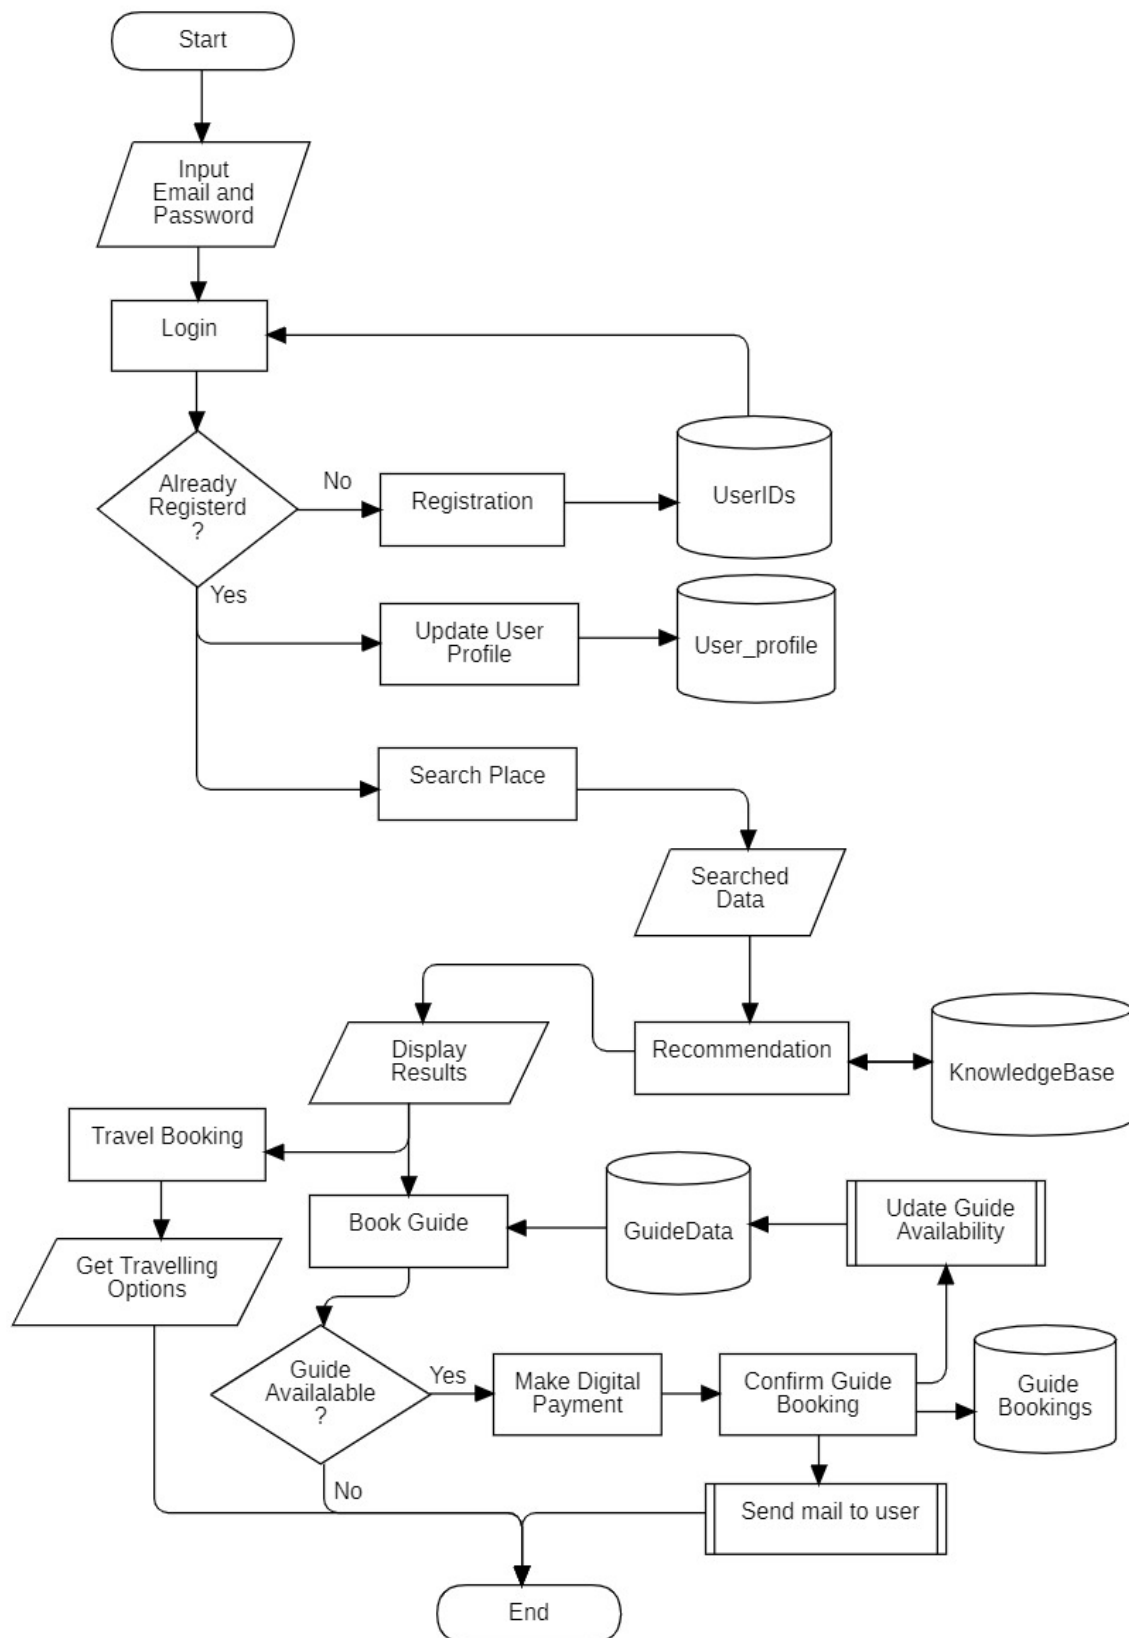 Start
Input
Email and
Password
Login
Already
Registerd
?
No
Registration
UserIDs
Yes
Update User
Profile
User_profile
Search Place
Searched
Data
Display
Results
Recommendation
KnowledgeBase
Travel Booking
Book Guide
GuideData
Udate Guide
Availability
Get Travelling
Options
Guide
Availalable
?
Yes
Make Digital
Payment
Confirm Guide
Booking
Guide
Bookings
No
Send mail to user
End